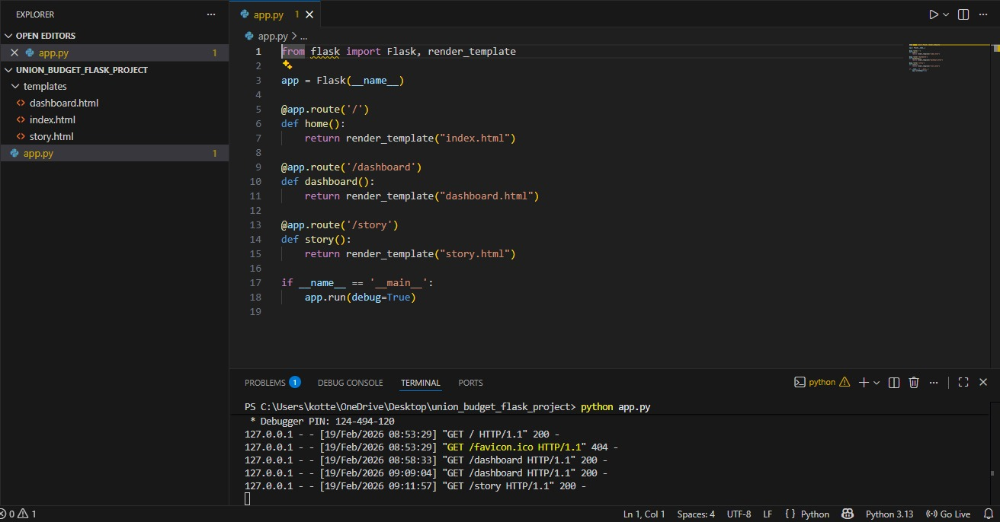 EXPLORER
app.py 1
OPEN EDITORS
app.py 1
UNION_BUDGET_FLASK_PROJECT
templates
dashboard.html
index.html
story.html
app.py 1
app.py > ...
1 from flask import Flask, render_template
2
3 app = Flask(__name__)
4
5 @app.route('/')
6 def home():
7 return render_template("index.html")
8
9 @app.route('/dashboard')
10 def dashboard():
11 return render_template("dashboard.html")
12
13 @app.route('/story')
14 def story():
15 return render_template("story.html")
16
17 if __name__ == '__main__':
18 app.run(debug=True)
19
PROBLEMS 1 DEBUG CONSOLE TERMINAL PORTS
python
PS C:\Users\kotte\OneDrive\Desktop\union_budget_flask_project> python app.py
* Debugger PIN: 124-494-120
127.0.0.1 - - [19/Feb/2026 08:53:29] "GET / HTTP/1.1" 200 -
127.0.0.1 - - [19/Feb/2026 08:53:29] "GET /favicon.ico HTTP/1.1" 404 -
127.0.0.1 - - [19/Feb/2026 08:58:33] "GET /dashboard HTTP/1.1" 200 -
127.0.0.1 - - [19/Feb/2026 09:09:04] "GET /dashboard HTTP/1.1" 200 -
127.0.0.1 - - [19/Feb/2026 09:11:57] "GET /story HTTP/1.1" 200 -
0 1 Ln 1, Col 1 Spaces: 4 UTF-8 LF { } Python Python 3.13 Go Live